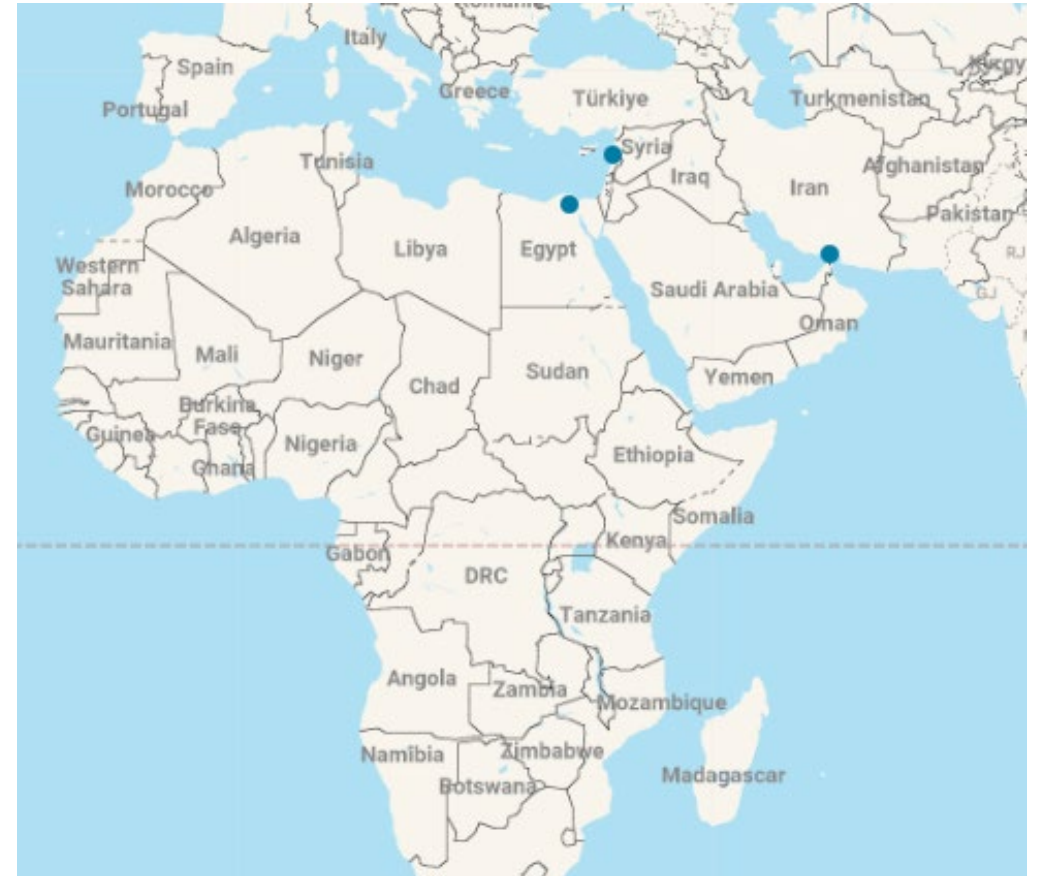 Italy
Spain
Greece
Türkiye
Turkmenistan
Portugal
Tunisia
Syria
Iraq
Iran
Afghanistan
Morocco
Pakistan
Algeria
Libya
Egypt
RJ
Western
Sahara
Saudi Arabia
GJ
Oman
Mauritania
Mali
Niger
Chad
Sudan
Yemen
Burkina
Faso
Guinea
Nigeria
Ghana
Ethiopia
Somalia
Gabon
Kenya
DRC
Tanzania
Angola
Zambia
Mozambique
Namibia
Zimbabwe
Madagascar
Botswana